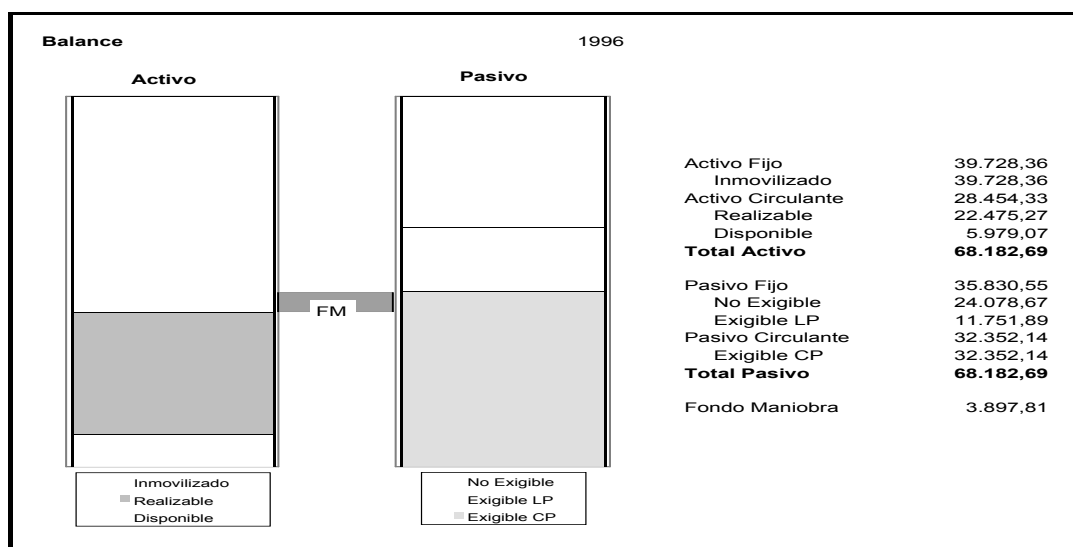 Balance 1996
Activo Pasivo
FM
Inmovilizado
Realizable
Disponible
No Exigible
Exigible LP
Exigible CP
Activo Fijo 39.728,36
Inmovilizado 39.728,36
Activo Circulante 28.454,33
Realizable 22.475,27
Disponible 5.979,07
Total Activo 68.182,69
Pasivo Fijo 35.830,55
No Exigible 24.078,67
Exigible LP 11.751,89
Pasivo Circulante 32.352,14
Exigible CP 32.352,14
Total Pasivo 68.182,69
Fondo Maniobra 3.897,81